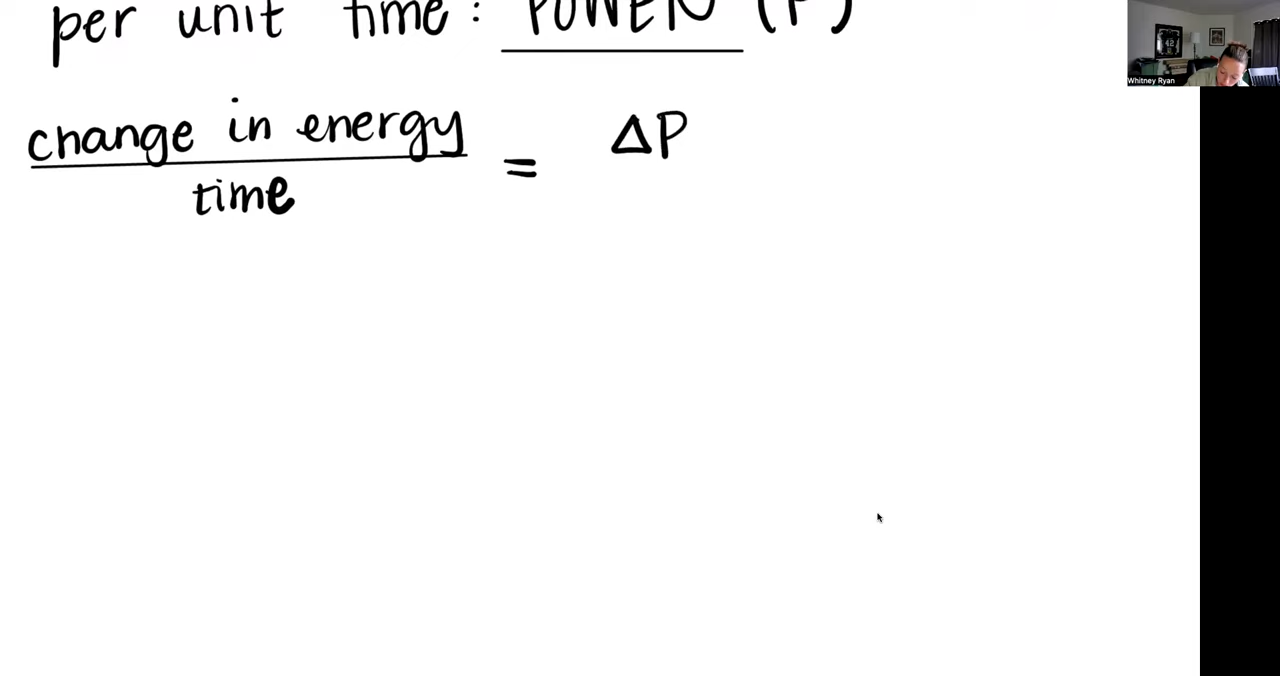 per unit time: POWER (P)
change in energy
time
= ΔP
Whitney Ryan